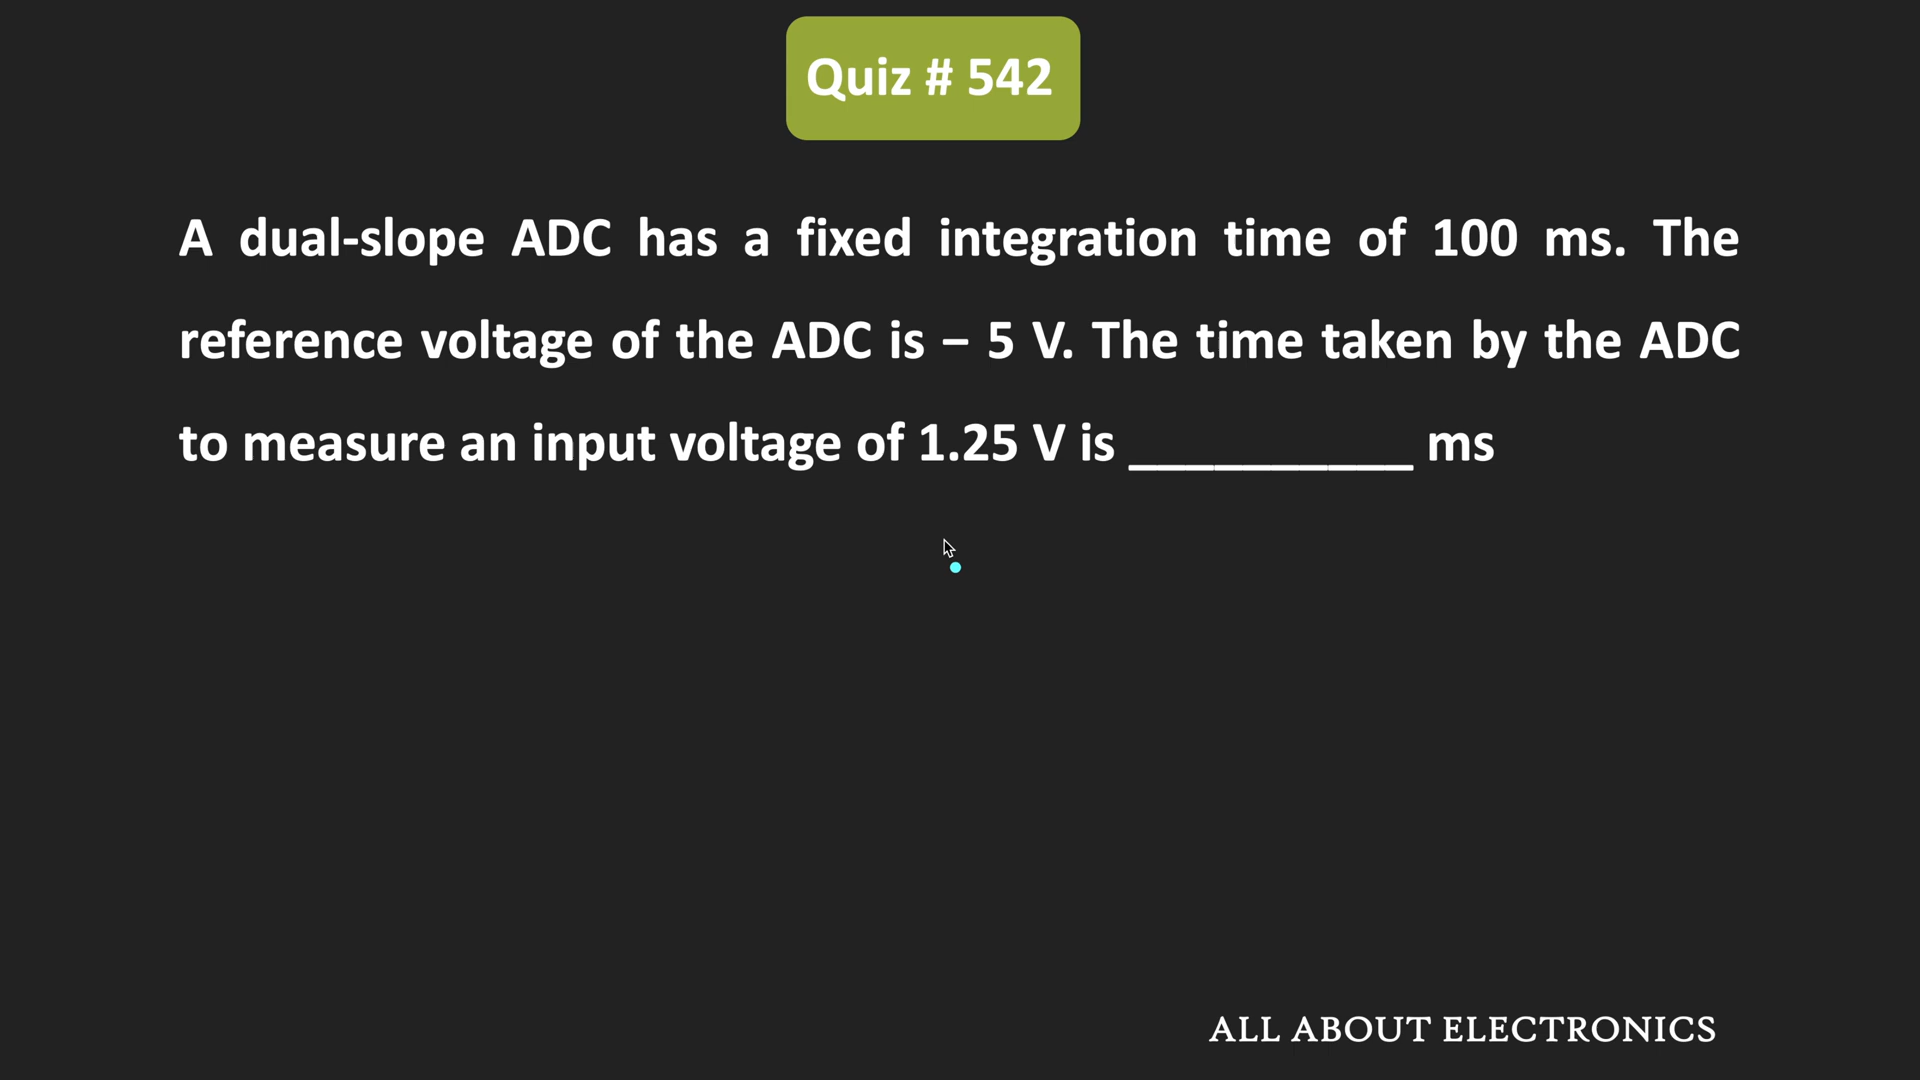 Quiz # 542
A dual-slope ADC has a fixed integration time of 100 ms. The
reference voltage of the ADC is – 5 V. The time taken by the ADC
to measure an input voltage of 1.25 V is __________ ms
ALL ABOUT ELECTRONICS